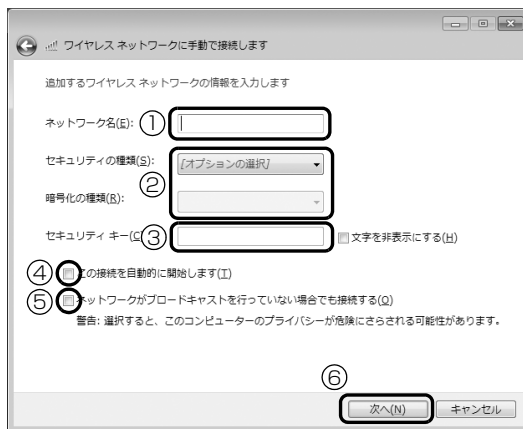 ワイヤレス ネットワークに手動で接続します
追加するワイヤレス ネットワークの情報を入力します
ネットワーク名(E): ①
セキュリティの種類(S): [オプションの選択]
②
暗号化の種類(R):
セキュリティ キー(C ③ 文字を非表示にする(H)
④ この接続を自動的に開始します(T)
⑤ ネットワークがブロードキャストを行っていない場合でも接続する(O)
警告: 選択すると、このコンピューターのプライバシーが危険にさらされる可能性があります。
⑥
次へ(N) キャンセル